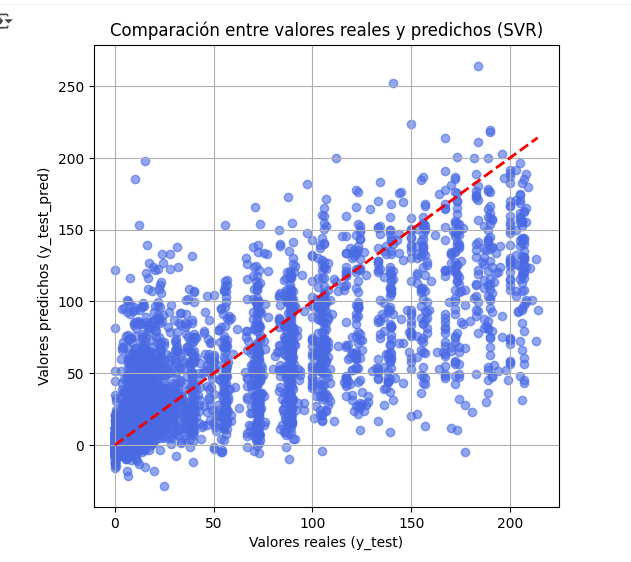 Comparación entre valores reales y predichos (SVR)
250
200
150
100
50
0
Valores predichos (y_test_pred)
0 50 100 150 200
Valores reales (y_test)